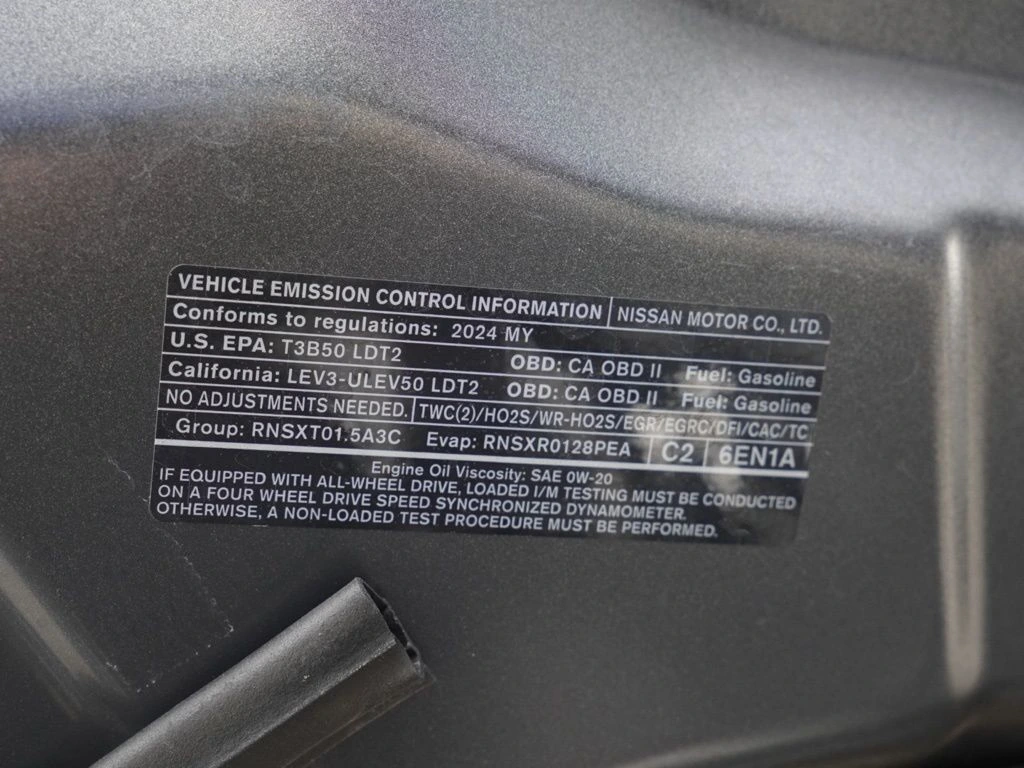 VEHICLE EMISSION CONTROL INFORMATION NISSAN MOTOR CO., LTD.
Conforms to regulations: 2024 MY
U.S. EPA: T3B50 LDT2 OBD: CA OBD II Fuel: Gasoline
California: LEV3-ULEV50 LDT2 OBD: CA OBD II Fuel: Gasoline
NO ADJUSTMENTS NEEDED. TWC(2)/HO2S/WR-HO2S/EGR/EGRC/DFI/CAC/TC
Group: RNSXT01.5A3C Evap: RNSXR0128PEA C2 6EN1A
Engine Oil Viscosity: SAE 0W-20
IF EQUIPPED WITH ALL-WHEEL DRIVE, LOADED I/M TESTING MUST BE CONDUCTED
ON A FOUR WHEEL DRIVE SPEED SYNCHRONIZED DYNAMOMETER.
OTHERWISE, A NON-LOADED TEST PROCEDURE MUST BE PERFORMED.